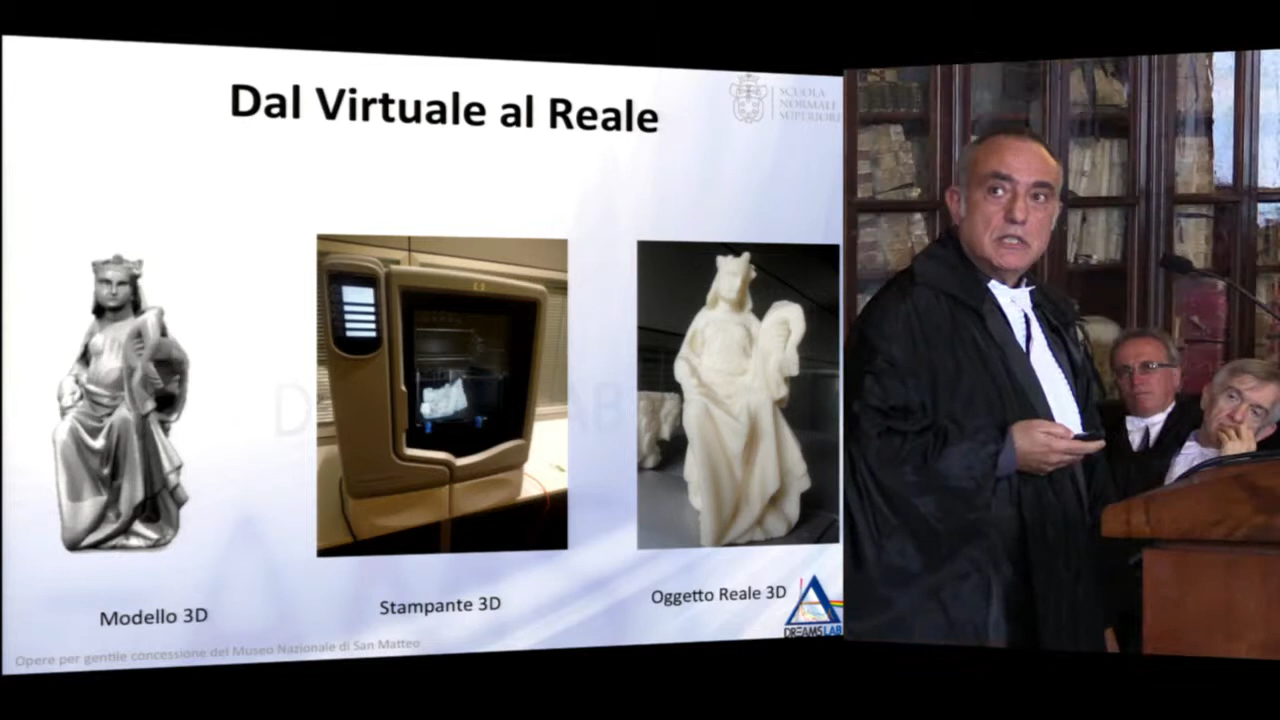 Dal Virtuale al Reale
SCUOLA
NORMALE
SUPERIORE
Modello 3D
Stampante 3D
Oggetto Reale 3D
DREAMSLAB
Opere per gentile concessione del Museo Nazionale di San Matteo